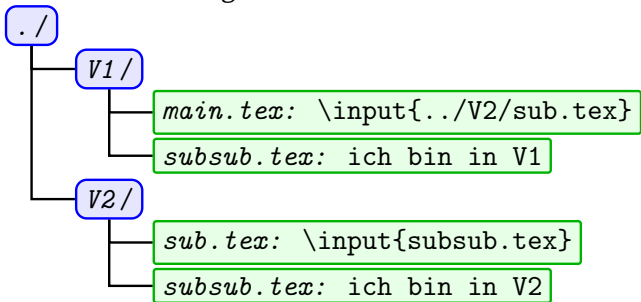 ./
V1/
main.tex: \input{../V2/sub.tex}
subsub.tex: ich bin in V1
V2/
sub.tex: \input{subsub.tex}
subsub.tex: ich bin in V2